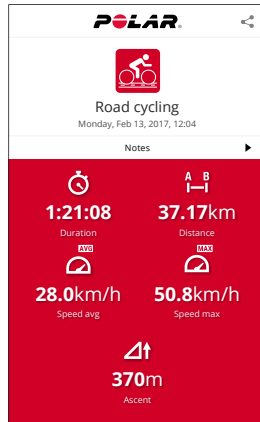 POLAR.
Road cycling
Monday, Feb 13, 2017, 12:04
Notes
A B
1:21:08 37.17km
Duration Distance
AVG MAX
28.0km/h 50.8km/h
Speed avg Speed max
370m
Ascent